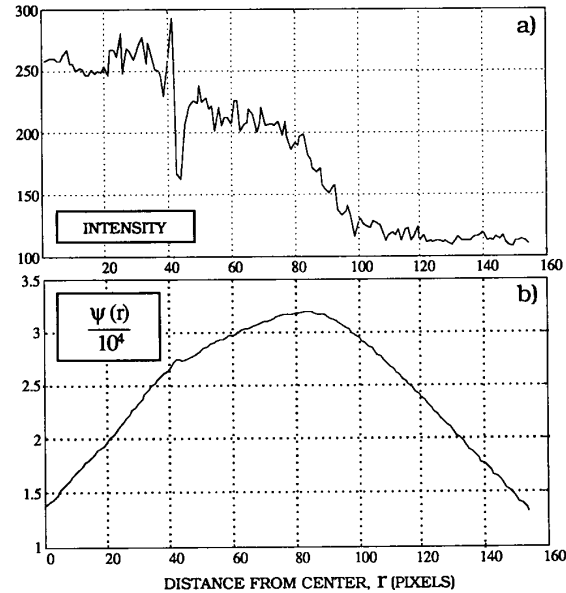 300
a)
250
200
150
INTENSITY
100
20 40 60 80 100 120 140 160
3.5
b)
ψ(r)
10⁴
3
2.5
2
1.5
1
0 20 40 60 80 100 120 140 160
DISTANCE FROM CENTER, r (PIXELS)